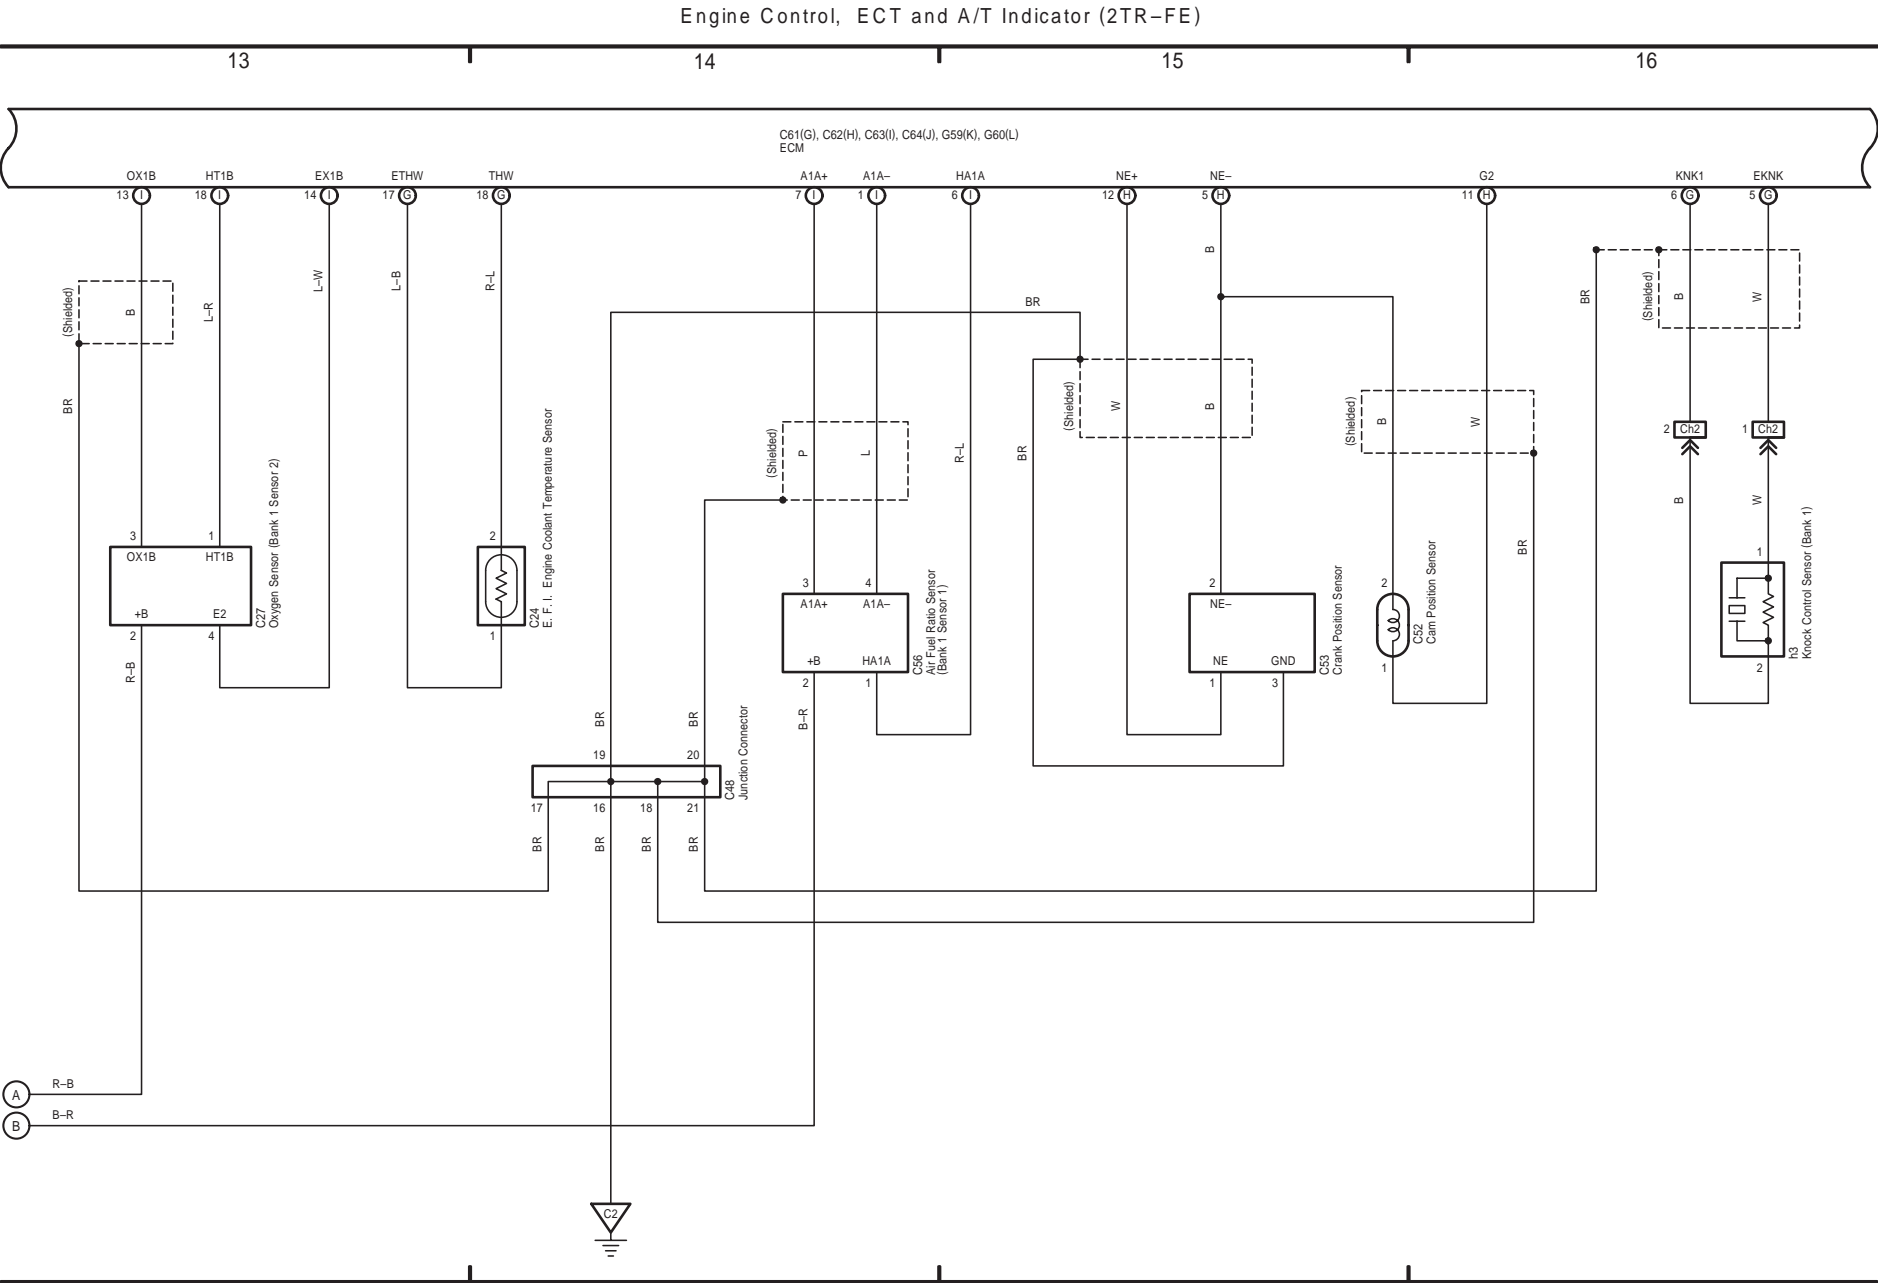 Engine Control, ECT and A/T Indicator (2TR–FE)
13 14 15 16
C61(G), C62(H), C63(I), C64(J), G59(K), G60(L)
ECM
OX1B HT1B EX1B ETHW THW A1A+ A1A– HA1A NE+ NE– G2 KNK1 EKNK
13 I 18 I 14 I 17 G 18 G 7 I 1 I 6 I 12 H 5 H 11 H 6 G 5 G
(Shielded)
B
L–R
L–W
L–B
R–L
BR
B
BR
(Shielded)
B
W
BR
(Shielded)
W
B
(Shielded)
B
W
2 Ch2
1 Ch2
(Shielded)
P
L
R–L
BR
B
W
BR
3 1
OX1B HT1B
+B E2
2 4
C27
Oxygen Sensor (Bank 1 Sensor 2)
R–B
2
1
C24
E. F. I. Engine Coolant Temperature Sensor
3 4
A1A+ A1A–
+B HA1A
2 1
C56
Air Fuel Ratio Sensor
(Bank 1 Sensor 1)
B–R
2
NE–
NE GND
1 3
C53
Crank Position Sensor
2
1
C52
Cam Position Sensor
1
2
h3
Knock Control Sensor (Bank 1)
BR BR
19 20
C48
Junction Connector
17 16 18 21
BR BR BR BR
A R–B
B B–R
C2